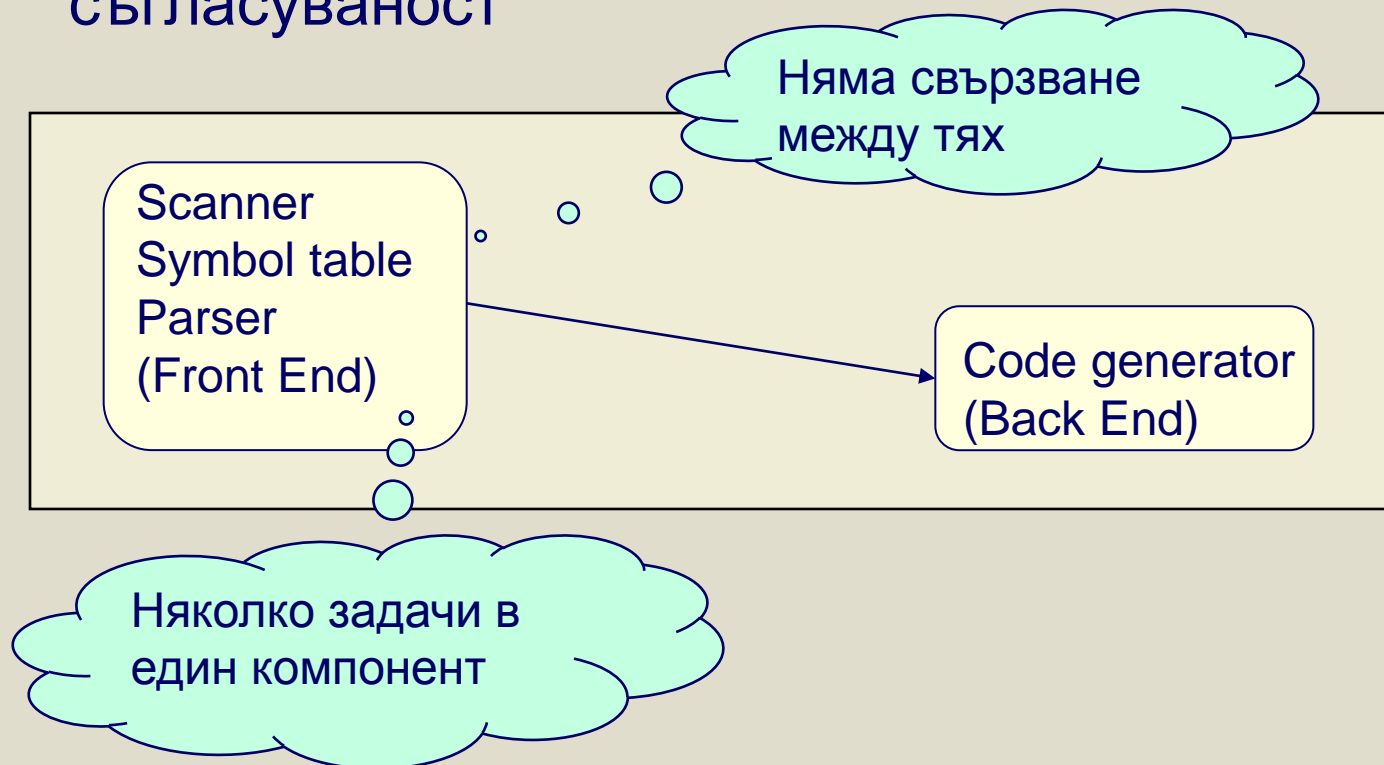 съгласуваност
Няма свързване
между тях
Scanner
Symbol table
Parser
(Front End)
Code generator
(Back End)
Няколко задачи в
един компонент